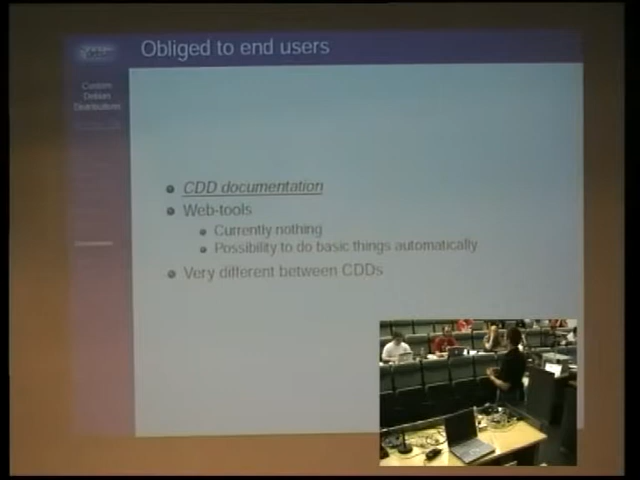 Obliged to end users
Custom
Debian
Distributions
CDD documentation
Web-tools
Currently nothing
Possibility to do basic things automatically
Very different between CDDs